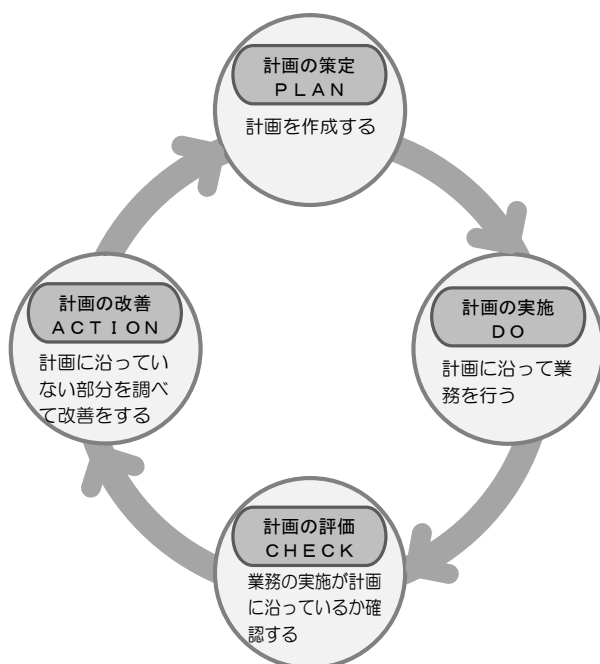 計画の策定
ＰＬＡＮ
計画を作成する
計画の改善
ＡＣＴＩＯＮ
計画に沿ってい
ない部分を調べ
て改善をする
計画の実施
ＤＯ
計画に沿って業
務を行う
計画の評価
ＣＨＥＣＫ
業務の実施が計画
に沿っているか確
認する